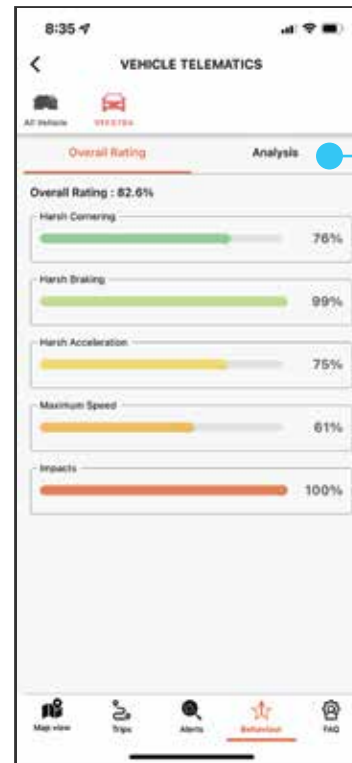 8:35
VEHICLE TELEMATICS
All Vehicle
Overall Rating
Analysis
Overall Rating : 82.6%
Harsh Cornering
76%
Harsh Braking
99%
Harsh Acceleration
75%
Maximum Speed
61%
Impacts
100%
Map view
Trips
Alerts
Behaviour
FAQ